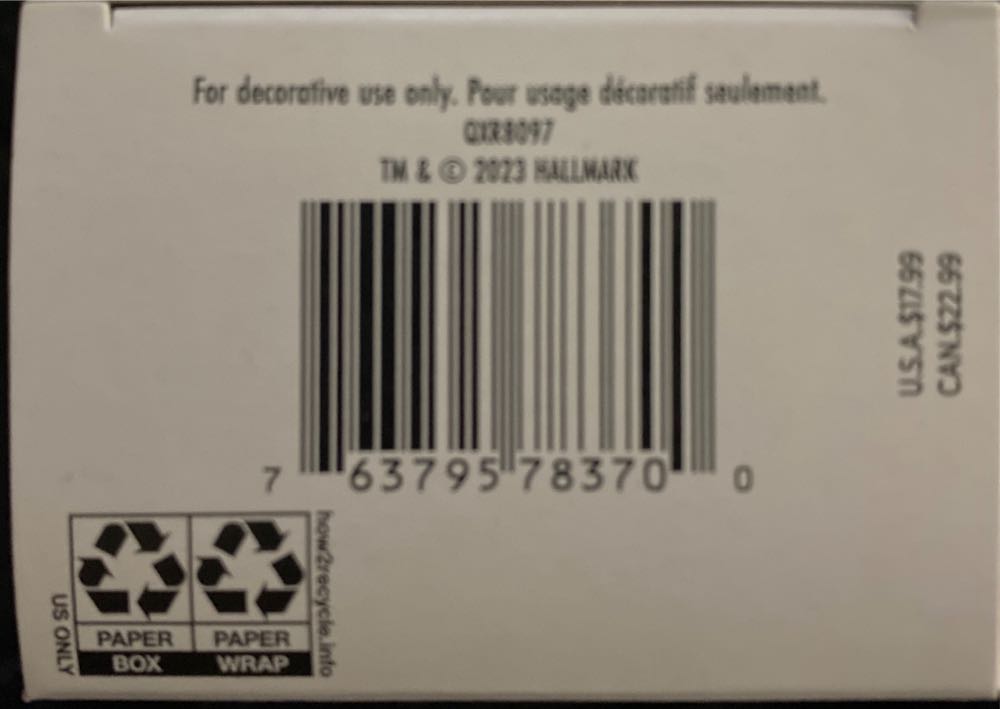 For decorative use only. Pour usage décoratif seulement.
QXR8097
TM & © 2023 HALLMARK
7 63795 78370 0
U.S.A.$17.99
CAN.$22.99
how2recycle.info
US ONLY
PAPER PAPER
BOX WRAP